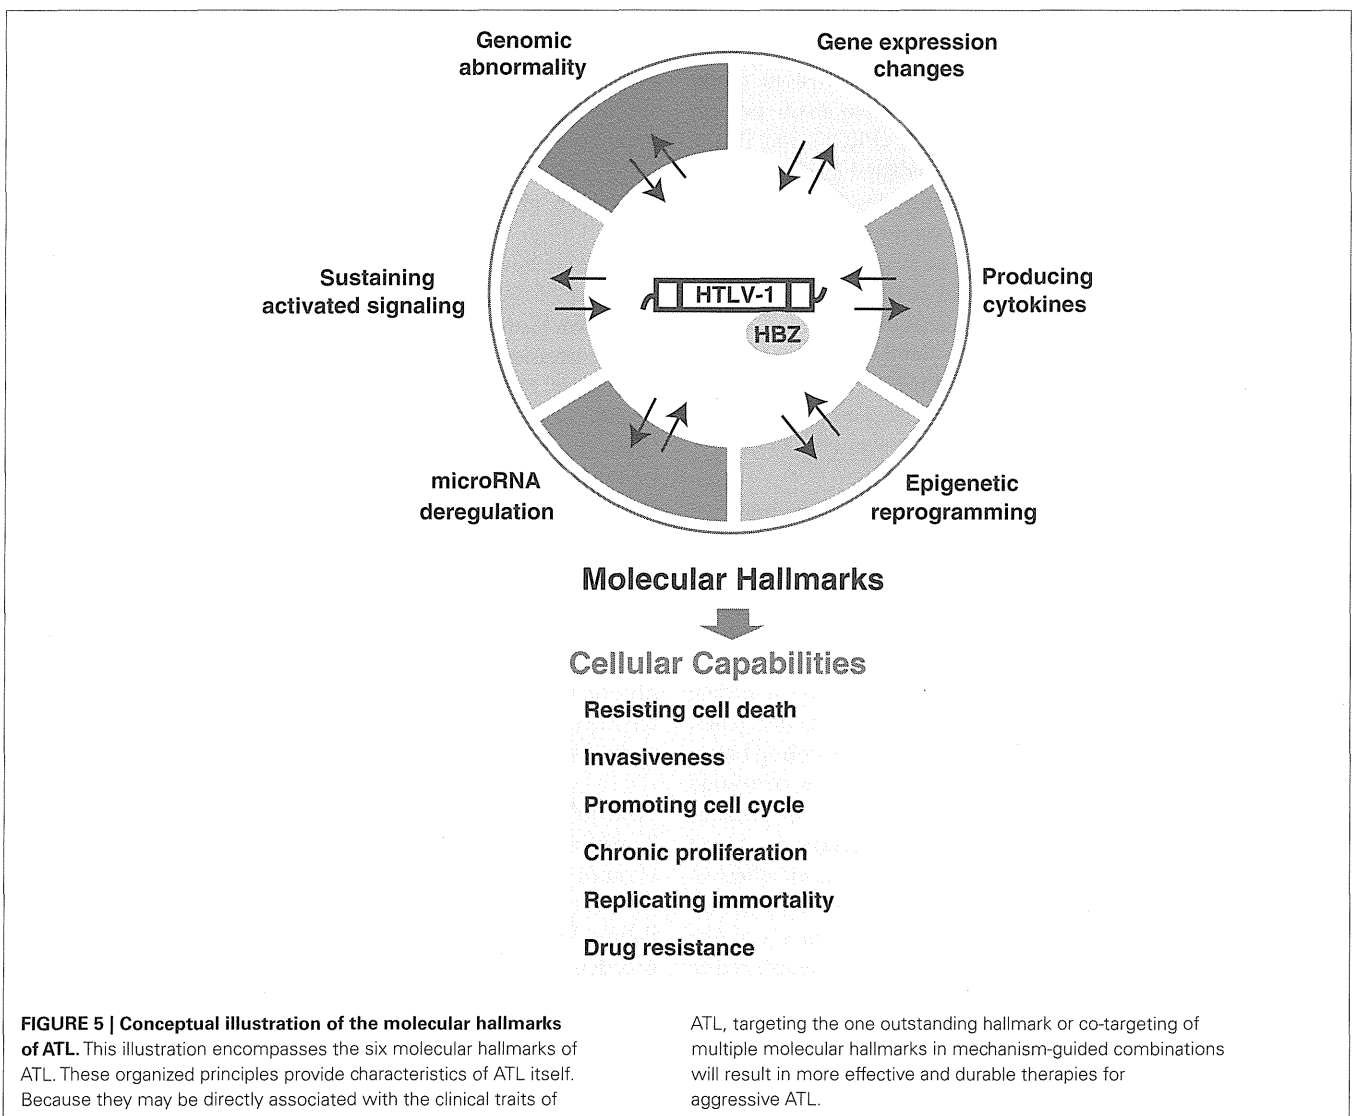 Genomic
abnormality
Gene expression
changes
Sustaining
activated signaling
HTLV-1
HBZ
Producing
cytokines
microRNA
deregulation
Epigenetic
reprogramming
Molecular Hallmarks
Cellular Capabilities
Resisting cell death
Invasiveness
Promoting cell cycle
Chronic proliferation
Replicating immortality
Drug resistance
FIGURE 5 | Conceptual illustration of the molecular hallmarks
of ATL. This illustration encompasses the six molecular hallmarks of
ATL. These organized principles provide characteristics of ATL itself.
Because they may be directly associated with the clinical traits of
ATL, targeting the one outstanding hallmark or co-targeting of
multiple molecular hallmarks in mechanism-guided combinations
will result in more effective and durable therapies for
aggressive ATL.